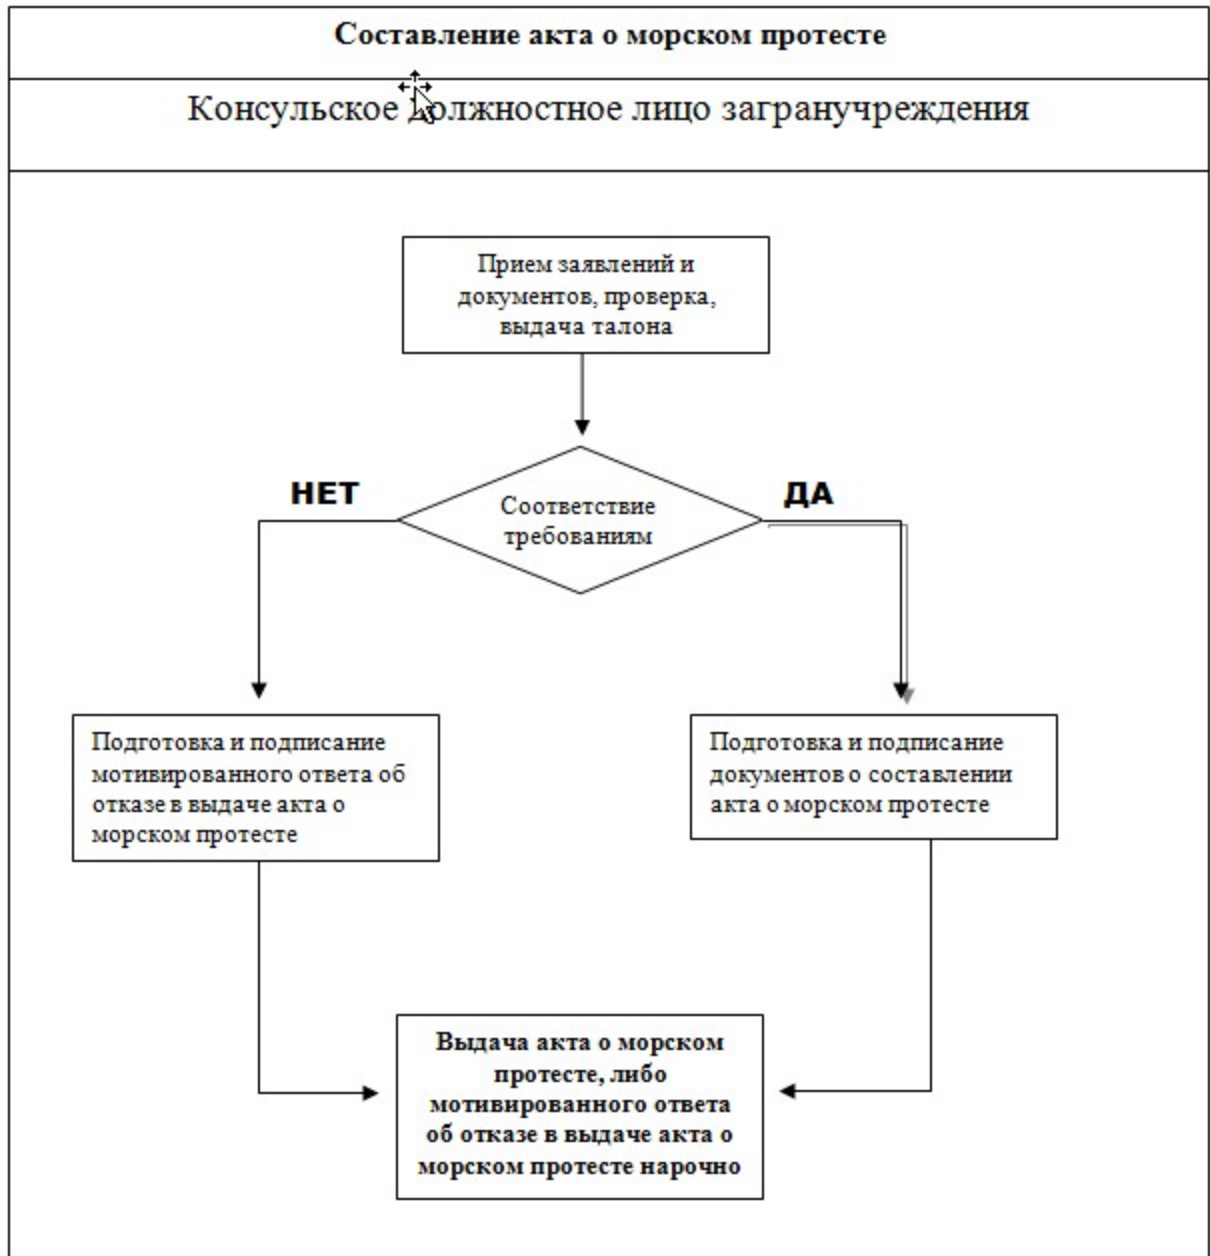 Составление акта о морском протесте
Консульское должностное лицо загранучреждения
Прием заявлений и
документов, проверка,
выдача талона
НЕТ
ДА
Соответствие
требованиям
Подготовка и подписание
мотивированного ответа об
отказе в выдаче акта о
морском протесте
Подготовка и подписание
документов о составлении
акта о морском протесте
Выдача акта о морском
протесте, либо
мотивированного ответа
об отказе в выдаче акта о
морском протесте нарочно